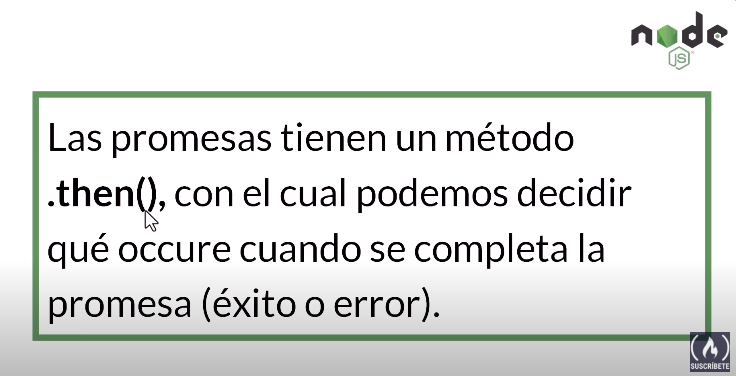 node
JS
Las promesas tienen un método
.then(), con el cual podemos decidir
qué occure cuando se completa la
promesa (éxito o error).
SUSCRÍBETE